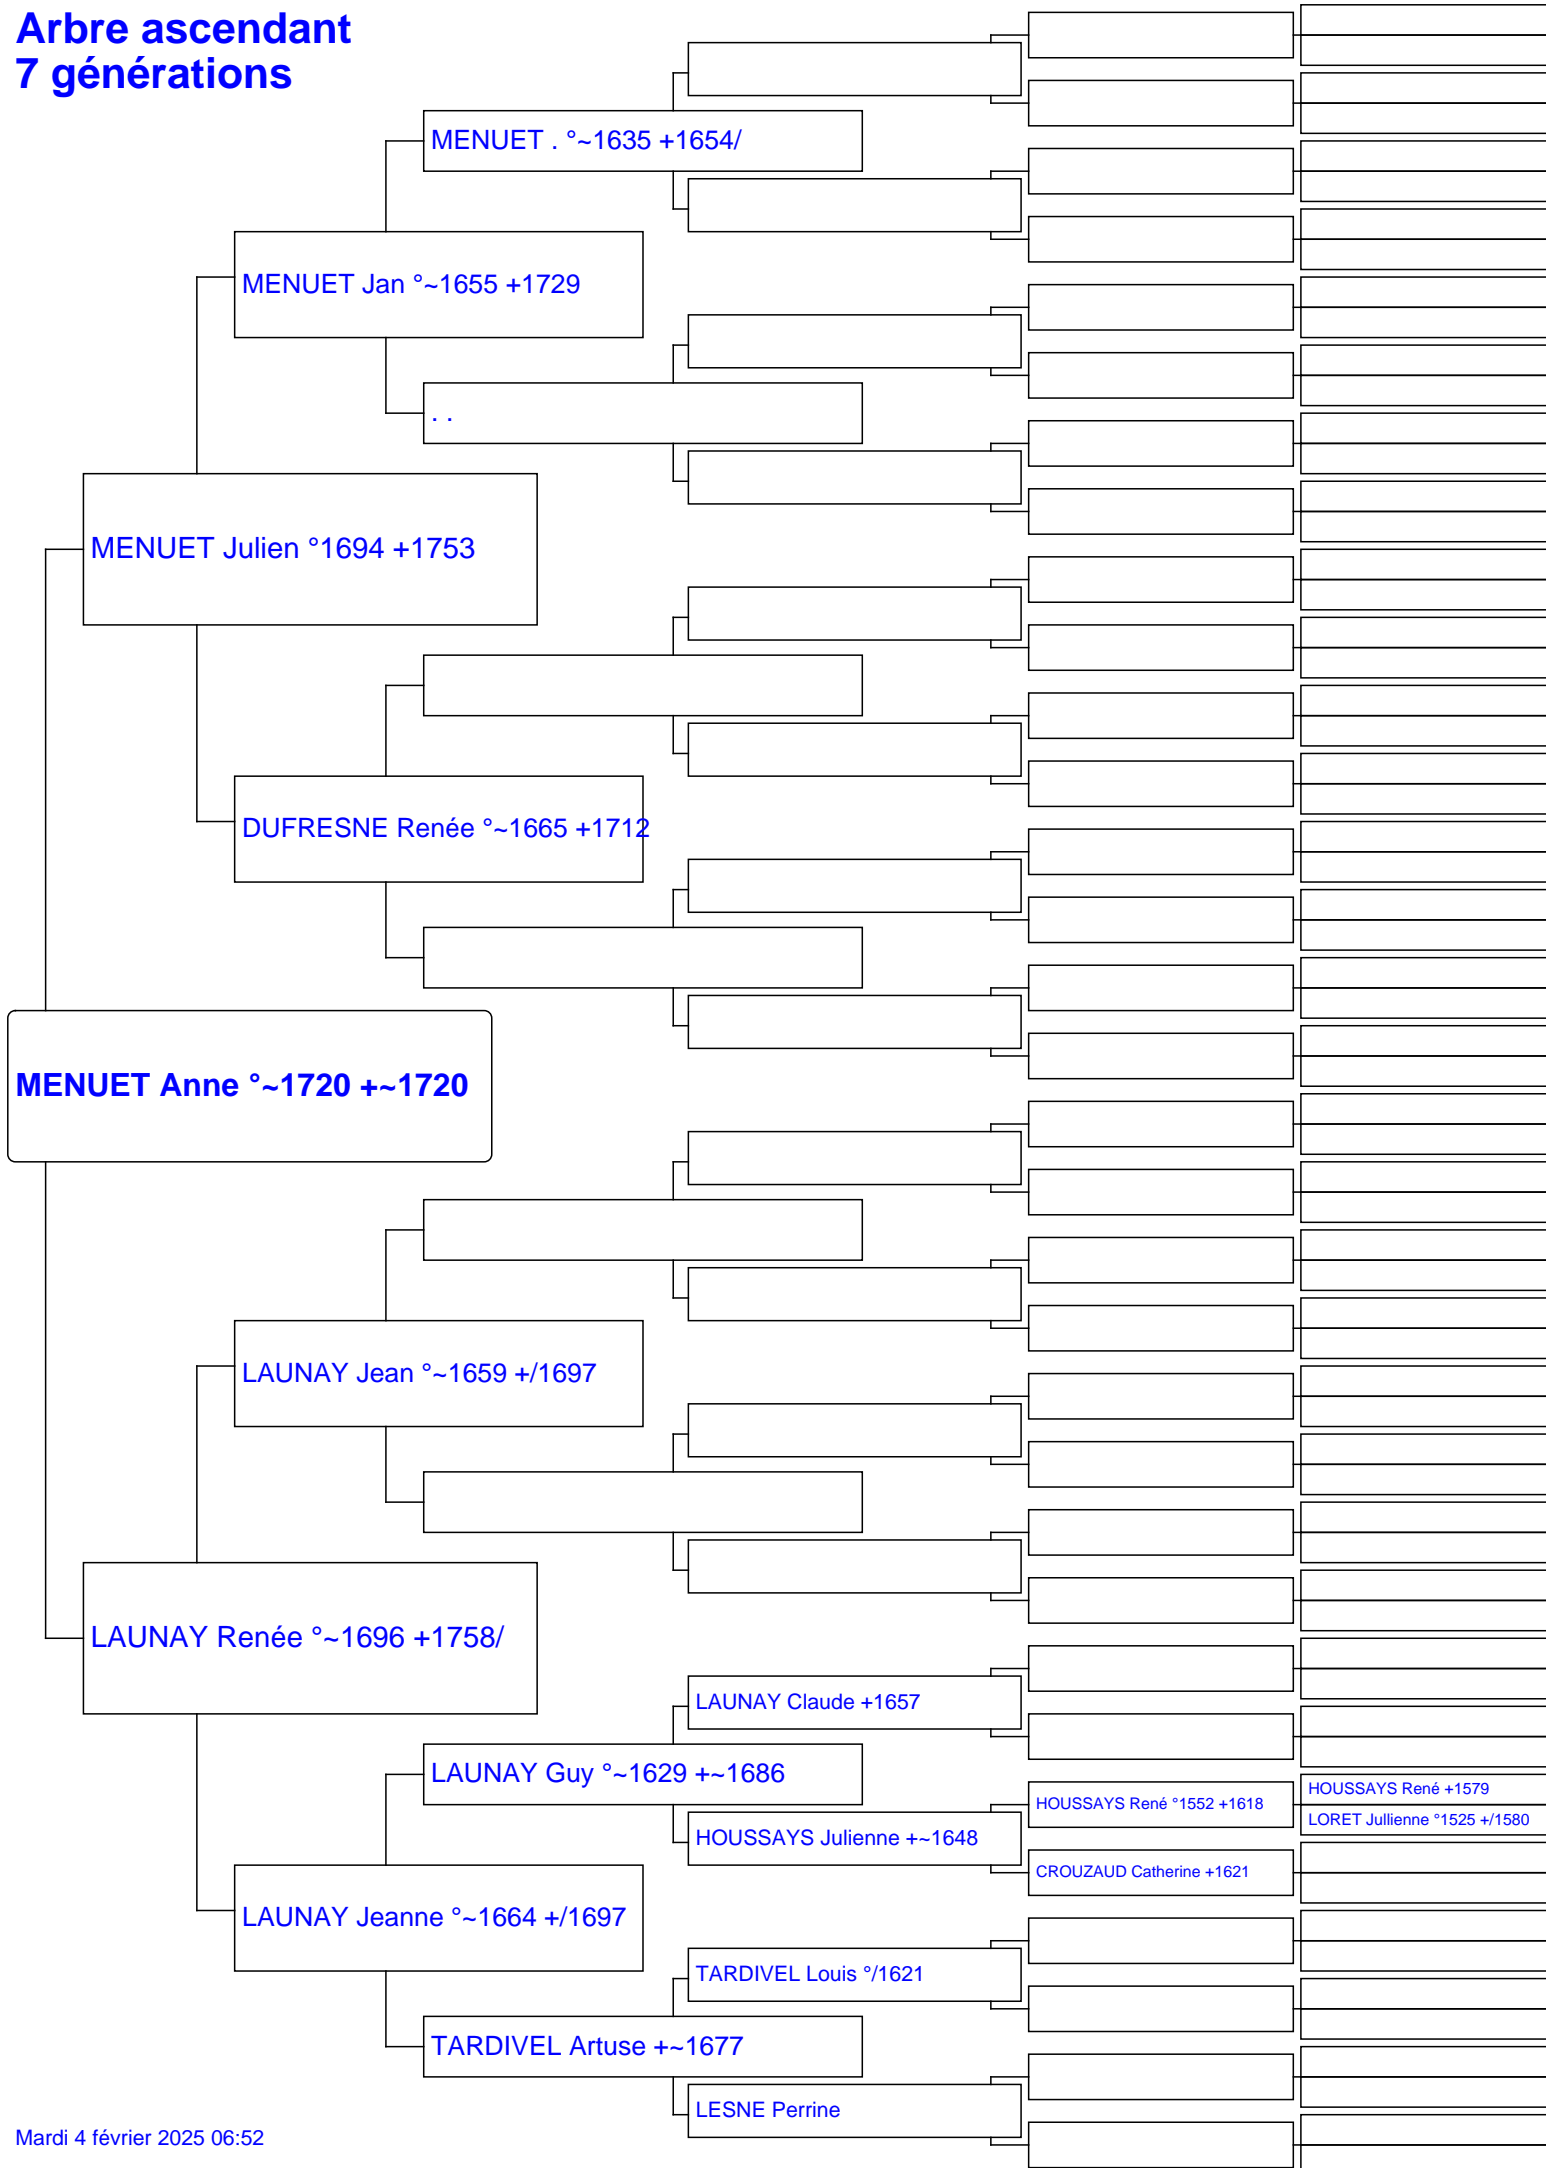 Arbre ascendant
7 générations
MENUET . °~1635 +1654/
MENUET Jan °~1655 +1729
. .
MENUET Julien °1694 +1753
DUFRESNE Renée °~1665 +1712
MENUET Anne °~1720 +~1720
LAUNAY Jean °~1659 +/1697
LAUNAY Renée °~1696 +1758/
LAUNAY Claude +1657
LAUNAY Guy °~1629 +~1686
HOUSSAYS René +1579
HOUSSAYS René °1552 +1618
LORET Jullienne °1525 +/1580
HOUSSAYS Julienne +~1648
CROUZAUD Catherine +1621
LAUNAY Jeanne °~1664 +/1697
TARDIVEL Louis °/1621
TARDIVEL Artuse +~1677
LESNE Perrine
Mardi 4 février 2025 06:52